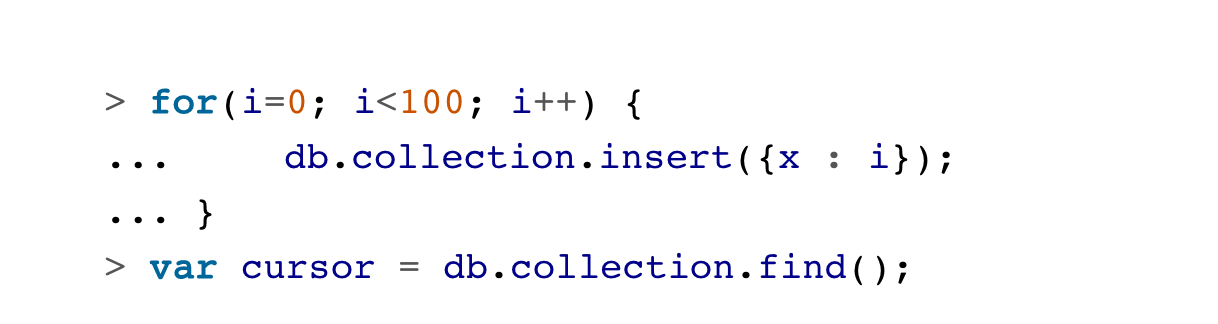 > for(i=0; i<100; i++) {
...     db.collection.insert({x : i});
... }
> var cursor = db.collection.find();